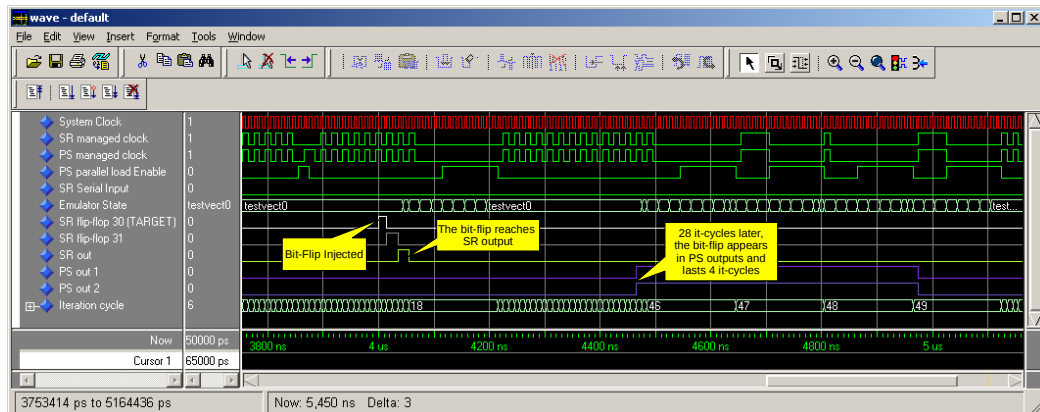 wave - default
File Edit View Insert Format Tools Window
System Clock 1
SR managed clock 1
PS managed clock 1
PS parallel load Enable 0
SR Serial Input 0
Emulator State testvect0 testvect0 testvect0 test...
SR flip-flop 30 (TARGET) 0
SR flip-flop 31 0
SR out 0
PS out 1 0
PS out 2 0
Iteration cycle 6 18 46 47 48 49
Bit-Flip Injected
The bit-flip reaches
SR output
28 it-cycles later,
the bit-flip appears
in PS outputs and
lasts 4 it-cycles
Now 50000 ps 3800 ns 4 us 4200 ns 4400 ns 4600 ns 4800 ns 5 us
Cursor 1 65000 ps
3753414 ps to 5164436 ps Now: 5,450 ns Delta: 3